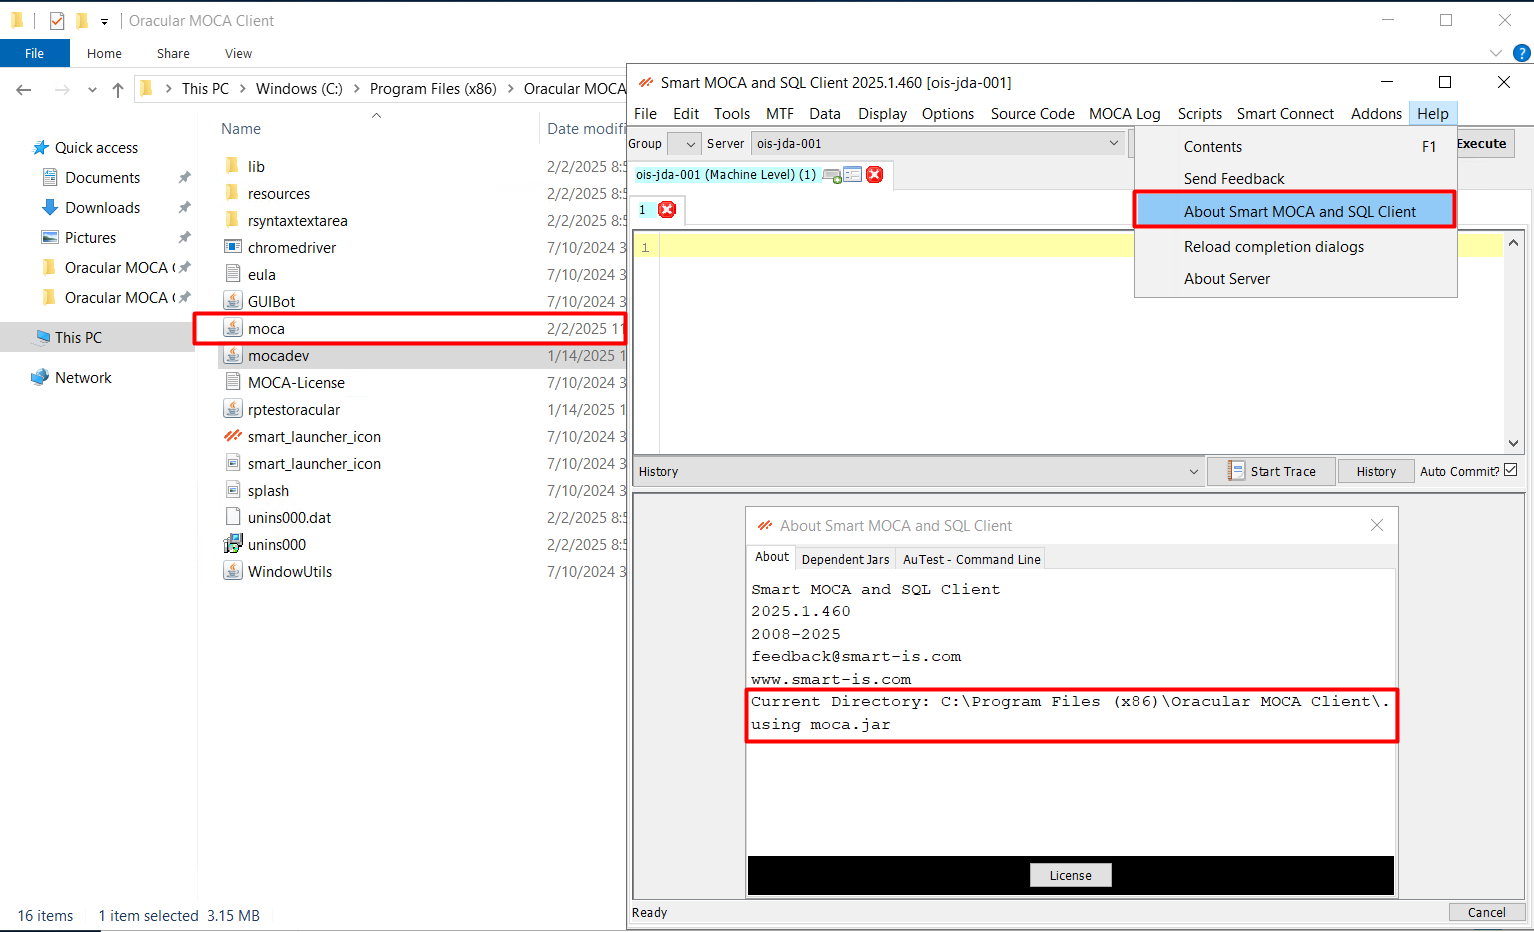 Oracular MOCA Client
File Home Share View
This PC Windows (C:) Program Files (x86) Oracular MOCA
Quick access
Documents
Downloads
Pictures
Oracular MOCA
Oracular MOCA
This PC
Network
Name Date modifi
lib 2/2/2025 8:5
resources 2/2/2025 8:5
rsyntaxtextarea 2/2/2025 8:5
chromedriver 7/10/2024 3
eula 7/10/2024 3
GUIBot 7/10/2024 3
moca 2/2/2025 11
mocadev 1/14/2025 1
MOCA-License 7/10/2024 3
rptestoracular 1/14/2025 1
smart_launcher_icon 7/10/2024 3
smart_launcher_icon 7/10/2024 3
splash 7/10/2024 3
unins000.dat 2/2/2025 8:5
unins000 2/2/2025 8:5
WindowUtils 7/10/2024 3
16 items 1 item selected 3.15 MB
Smart MOCA and SQL Client 2025.1.460 [ois-jda-001]
File Edit Tools MTF Data Display Options Source Code MOCA Log Scripts Smart Connect Addons Help
Group Server ois-jda-001 Execute
ois-jda-001 (Machine Level) (1)
1
1
Contents F1
Send Feedback
About Smart MOCA and SQL Client
Reload completion dialogs
About Server
History Start Trace History Auto Commit?
About Smart MOCA and SQL Client
About Dependent Jars AuTest - Command Line
Smart MOCA and SQL Client
2025.1.460
2008-2025
feedback@smart-is.com
www.smart-is.com
Current Directory: C:\Program Files (x86)\Oracular MOCA Client\.
using moca.jar
License
Ready Cancel